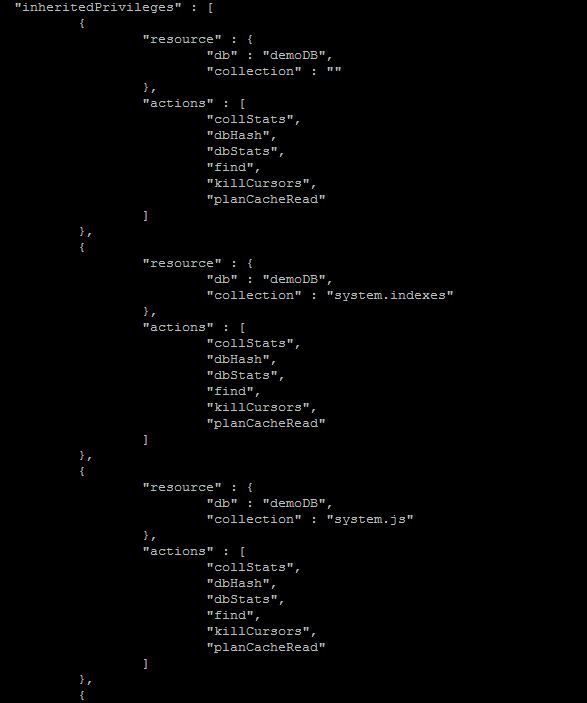 "inheritedPrivileges" : [
{
"resource" : {
"db" : "demoDB",
"collection" : ""
},
"actions" : [
"collStats",
"dbHash",
"dbStats",
"find",
"killCursors",
"planCacheRead"
]
},
{
"resource" : {
"db" : "demoDB",
"collection" : "system.indexes"
},
"actions" : [
"collStats",
"dbHash",
"dbStats",
"find",
"killCursors",
"planCacheRead"
]
},
{
"resource" : {
"db" : "demoDB",
"collection" : "system.js"
},
"actions" : [
"collStats",
"dbHash",
"dbStats",
"find",
"killCursors",
"planCacheRead"
]
},
{